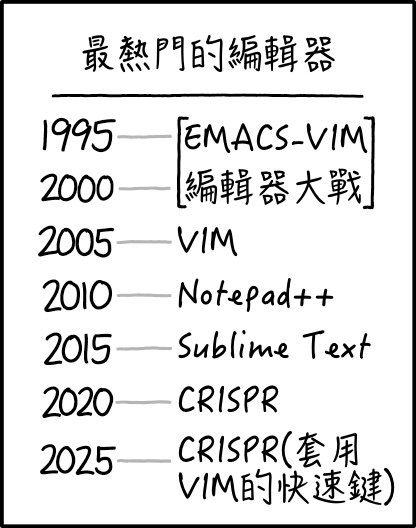 最熱門的編輯器
1995 [EMACS-VIM
2000 編輯器大戰]
2005 VIM
2010 Notepad++
2015 Sublime Text
2020 CRISPR
2025 CRISPR(套用
VIM的快速鍵)